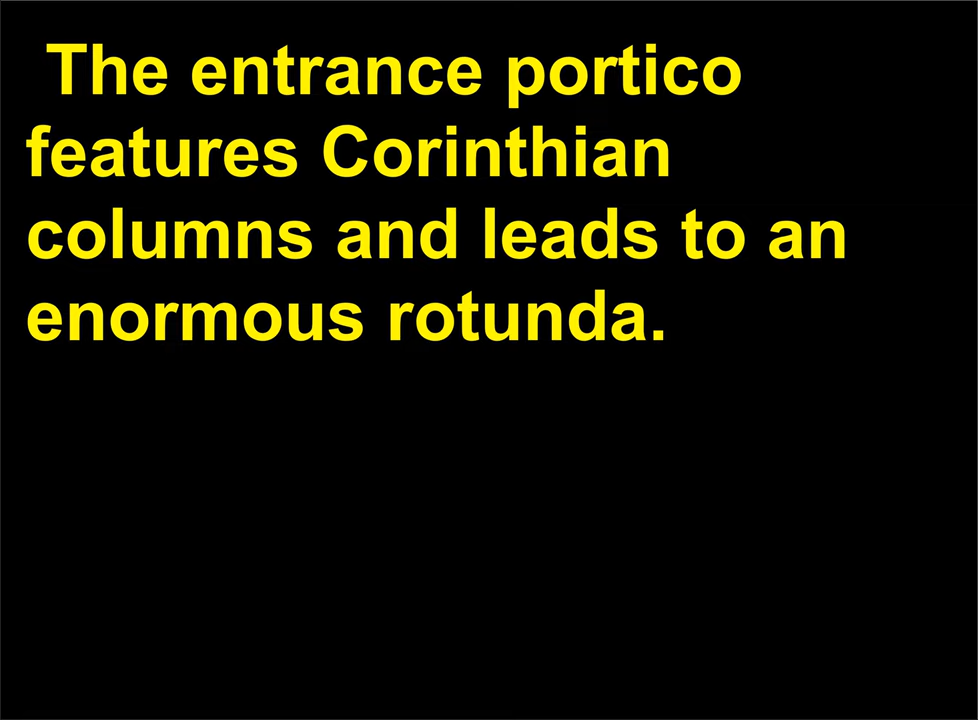 The entrance portico
features Corinthian
columns and leads to an
enormous rotunda.